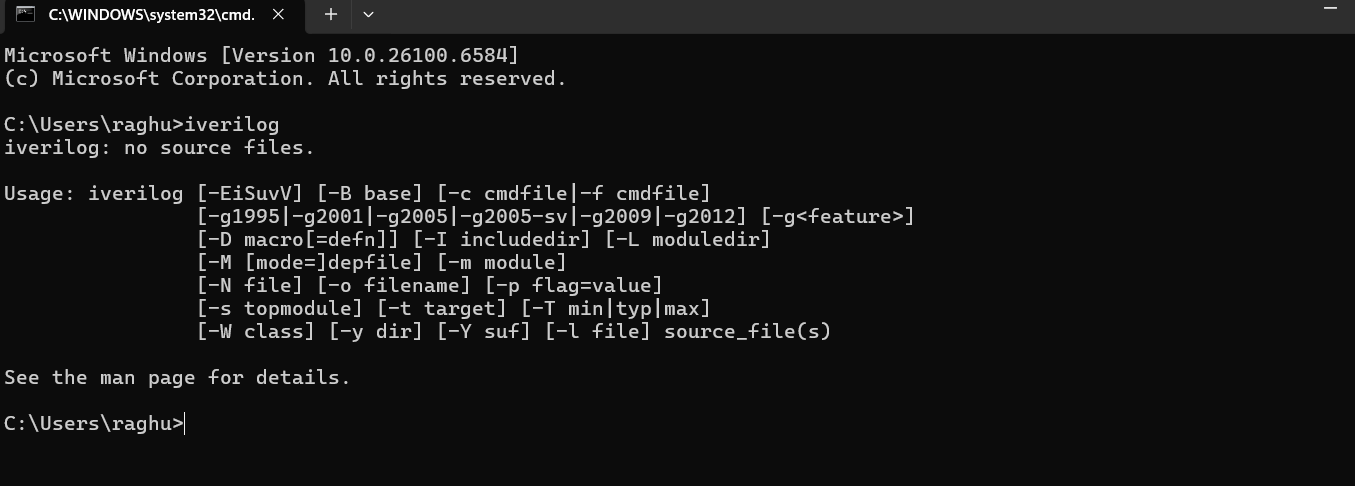 C:\WINDOWS\system32\cmd.
Microsoft Windows [Version 10.0.26100.6584]
(c) Microsoft Corporation. All rights reserved.
C:\Users\raghu>iverilog
iverilog: no source files.
Usage: iverilog [-EiSuvV] [-B base] [-c cmdfile|-f cmdfile]
                [-g1995|-g2001|-g2005|-g2005-sv|-g2009|-g2012] [-g<feature>]
                [-D macro[=defn]] [-I includedir] [-L moduledir]
                [-M [mode=]depfile] [-m module]
                [-N file] [-o filename] [-p flag=value]
                [-s topmodule] [-t target] [-T min|typ|max]
                [-W class] [-y dir] [-Y suf] [-l file] source_file(s)
See the man page for details.
C:\Users\raghu>